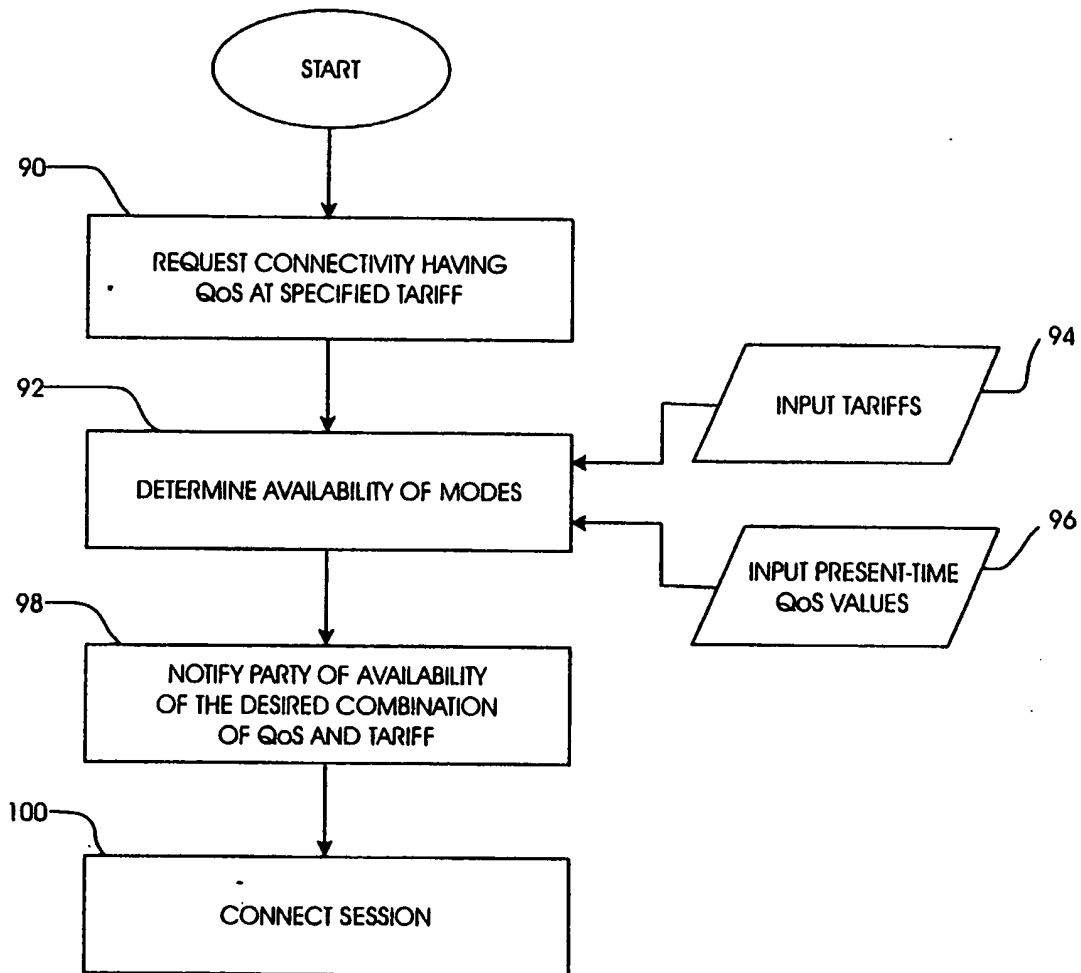 START
90
REQUEST CONNECTIVITY HAVING
QoS AT SPECIFIED TARIFF
92
94
INPUT TARIFFS
DETERMINE AVAILABILITY OF MODES
96
INPUT PRESENT-TIME
QoS VALUES
98
NOTIFY PARTY OF AVAILABILITY
OF THE DESIRED COMBINATION
OF QoS AND TARIFF
100
CONNECT SESSION